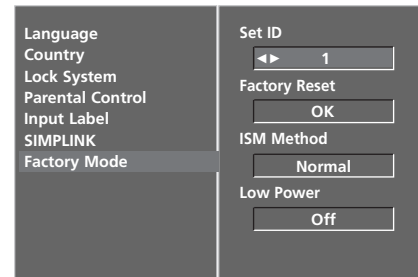 Language
Country
Lock System
Parental Control
Input Label
SIMPLINK
Factory Mode
Set ID
◀▶ 1
Factory Reset
OK
ISM Method
Normal
Low Power
Off